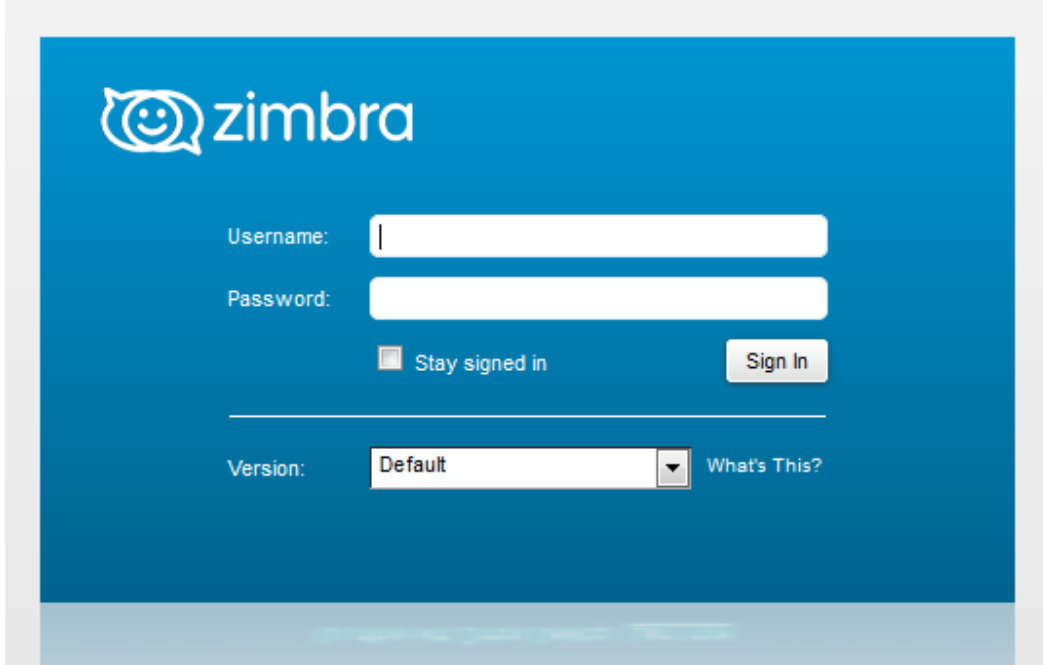 zimbra
Username:
Password:
Stay signed in Sign In
Version: Default What's This?